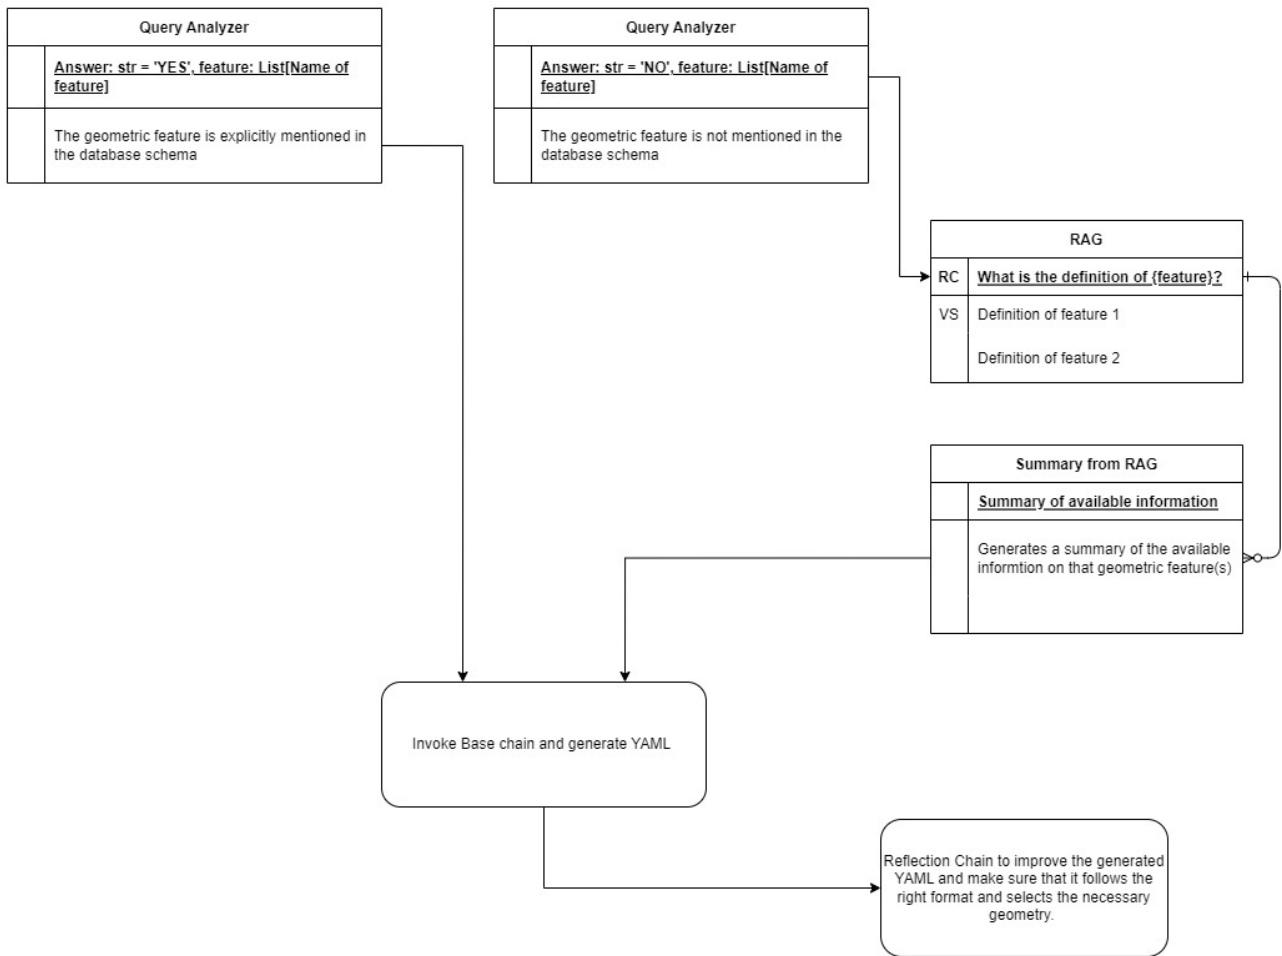 Query Analyzer
Answer: str = 'YES', feature: List[Name of
feature]
The geometric feature is explicitly mentioned in
the database schema
Query Analyzer
Answer: str = 'NO', feature: List[Name of
feature]
The geometric feature is not mentioned in the
database schema
RAG
RC What is the definition of {feature}?
VS Definition of feature 1
Definition of feature 2
Summary from RAG
Summary of available information
Generates a summary of the available
informtion on that geometric feature(s)
Invoke Base chain and generate YAML
Reflection Chain to improve the generated
YAML and make sure that it follows the
right format and selects the necessary
geometry.